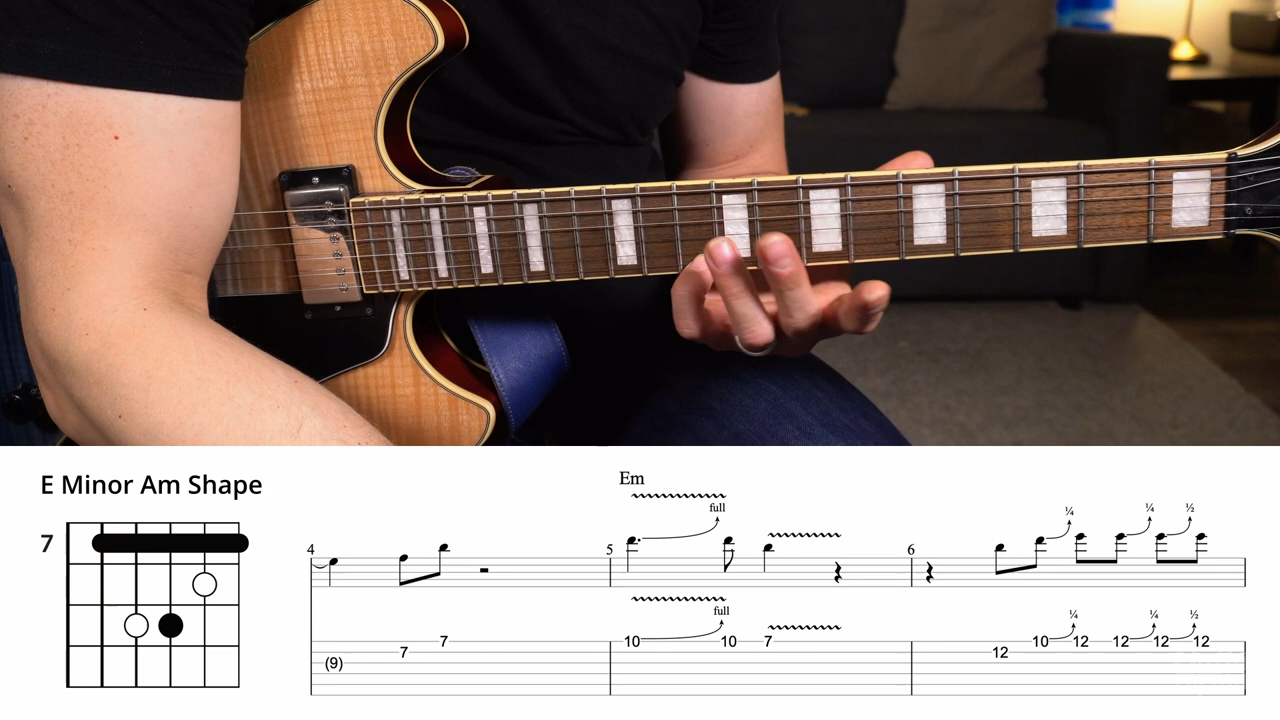 E Minor Am Shape
7
Em
full
¼ ¼ ½
4 5 6
full
¼ ¼ ½
7 10 10 7 10 12 12 12 12
7 12
(9)